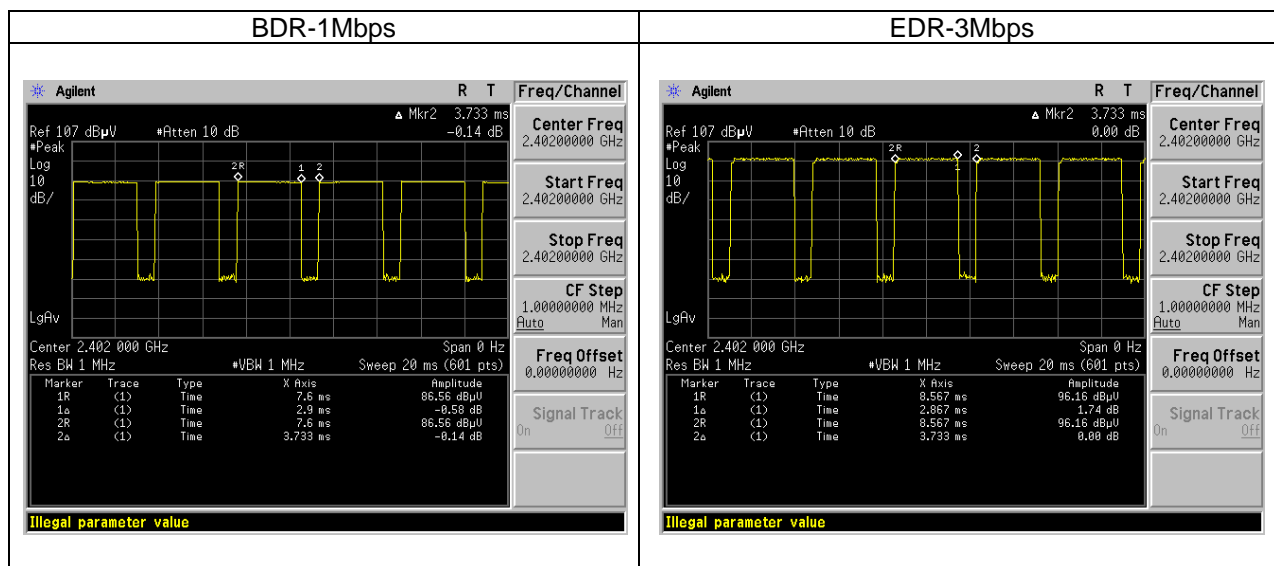 BDR-1Mbps
Agilent R T
Δ Mkr2 3.733 ms
Ref 107 dBµV #Atten 10 dB -0.14 dB
#Peak
Log
10
dB/
2R
1
2
LgAv
Center 2.402 000 GHz Span 0 Hz
Res BW 1 MHz #VBW 1 MHz Sweep 20 ms (601 pts)
Marker Trace Type X Axis Amplitude
1R (1) Time 7.6 ms 86.56 dBµV
1Δ (1) Time 2.9 ms -0.58 dB
2R (1) Time 7.6 ms 86.56 dBµV
2Δ (1) Time 3.733 ms -0.14 dB
Illegal parameter value
Freq/Channel
Center Freq
2.40200000 GHz
Start Freq
2.40200000 GHz
Stop Freq
2.40200000 GHz
CF Step
1.00000000 MHz
Auto Man
Freq Offset
0.00000000 Hz
Signal Track
On Off
EDR-3Mbps
Agilent R T
Δ Mkr2 3.733 ms
Ref 107 dBµV #Atten 10 dB 0.00 dB
#Peak
Log
10
dB/
2R
1
2
LgAv
Center 2.402 000 GHz Span 0 Hz
Res BW 1 MHz #VBW 1 MHz Sweep 20 ms (601 pts)
Marker Trace Type X Axis Amplitude
1R (1) Time 8.567 ms 96.16 dBµV
1Δ (1) Time 2.867 ms 1.74 dB
2R (1) Time 8.567 ms 96.16 dBµV
2Δ (1) Time 3.733 ms 0.00 dB
Illegal parameter value
Freq/Channel
Center Freq
2.40200000 GHz
Start Freq
2.40200000 GHz
Stop Freq
2.40200000 GHz
CF Step
1.00000000 MHz
Auto Man
Freq Offset
0.00000000 Hz
Signal Track
On Off